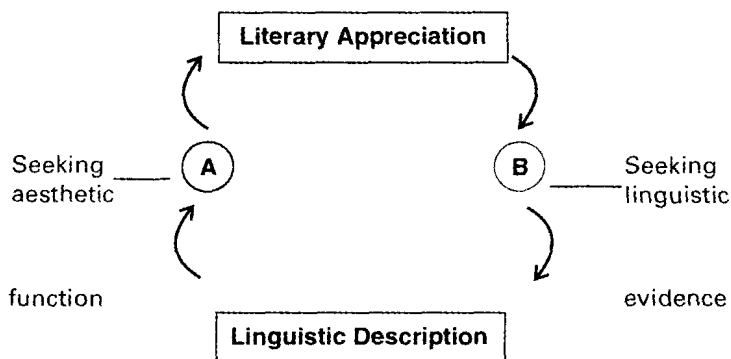 Literary Appreciation
Seeking
aesthetic
A
B
Seeking
linguistic
function
evidence
Linguistic Description